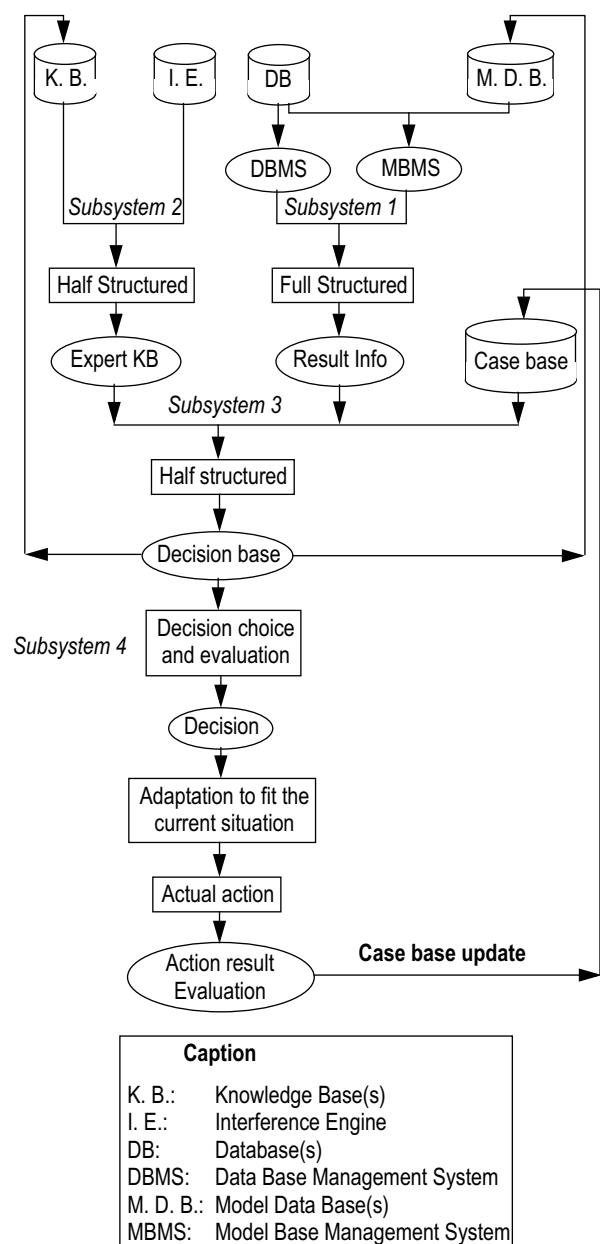 K. B.
I. E.
DB
M. D. B.
DBMS
MBMS
Subsystem 2
Subsystem 1
Half Structured
Full Structured
Expert KB
Result Info
Case base
Subsystem 3
Half structured
Decision base
Subsystem 4
Decision choice
and evaluation
Decision
Adaptation to fit the
current situation
Actual action
Action result
Evaluation
Case base update
Caption
K. B.: Knowledge Base(s)
I. E.: Interference Engine
DB: Database(s)
DBMS: Data Base Management System
M. D. B.: Model Data Base(s)
MBMS: Model Base Management System